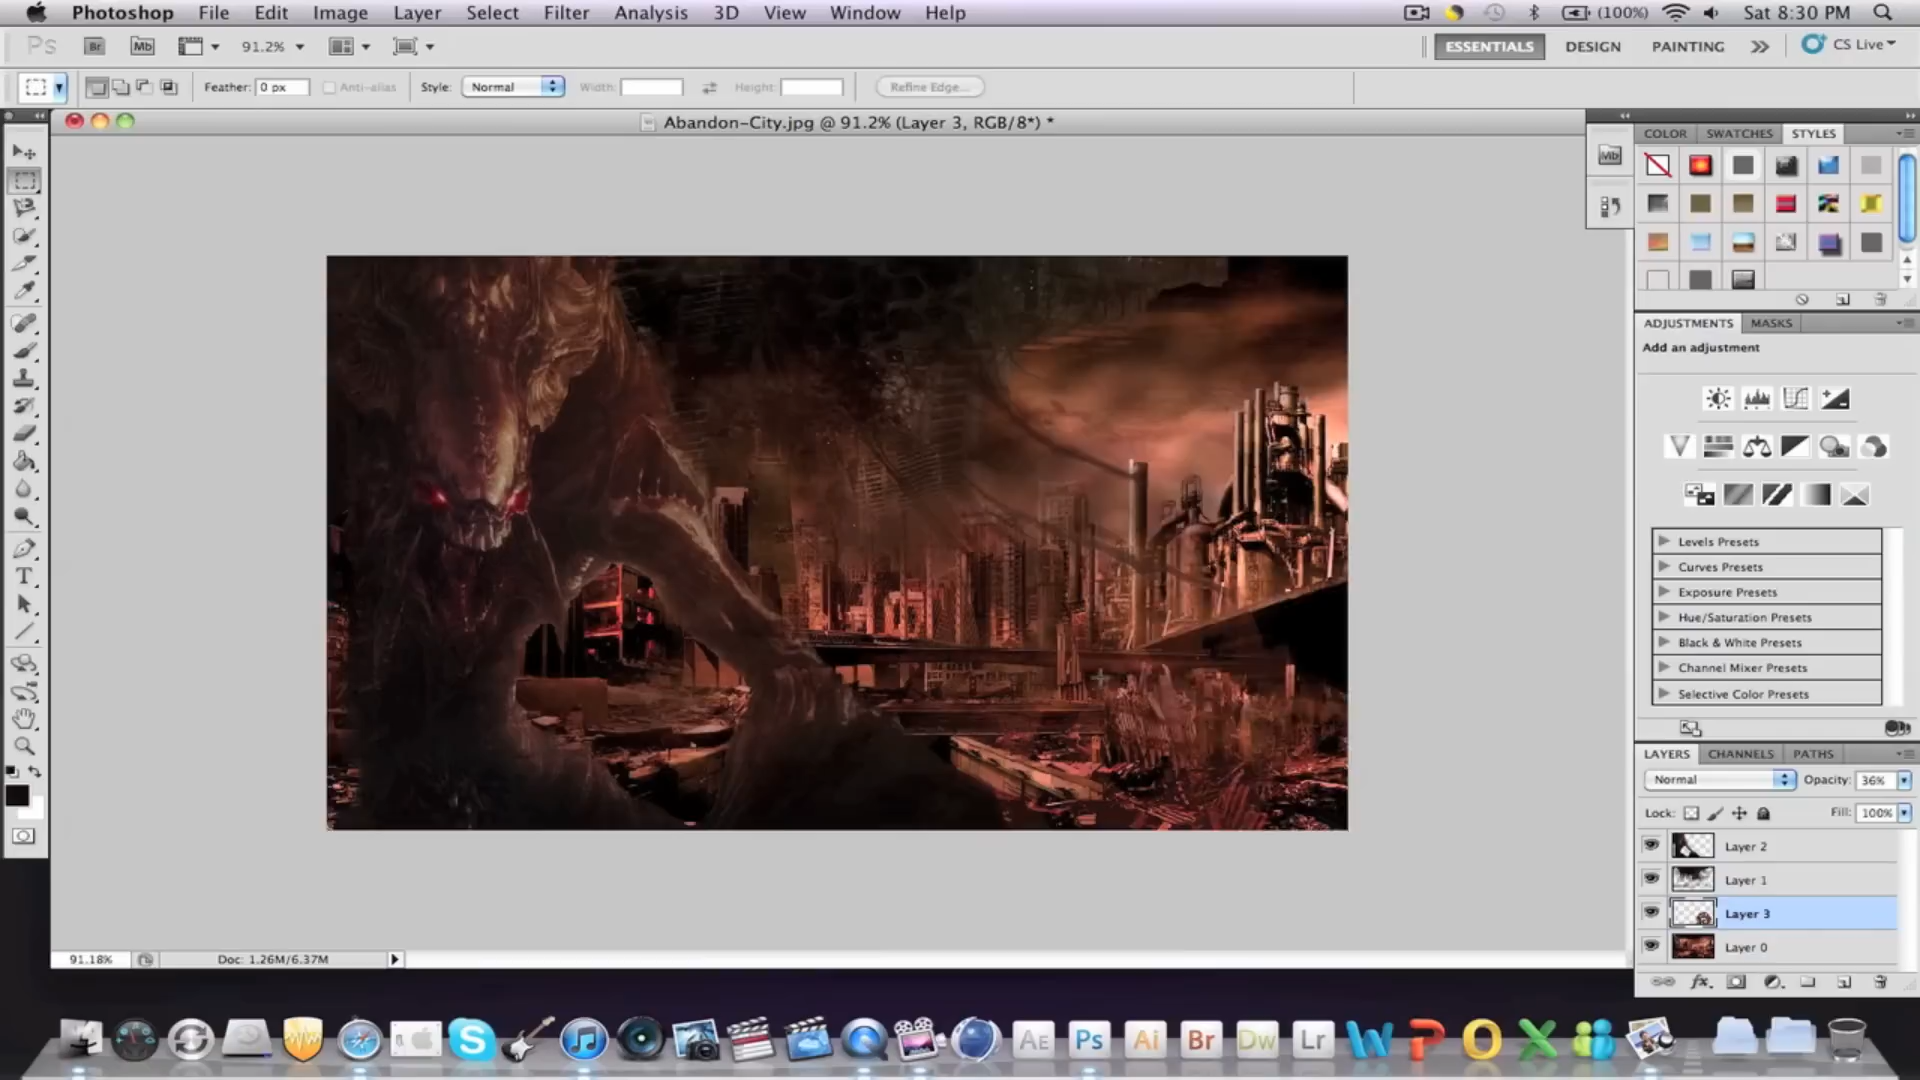 Photoshop File Edit Image Layer Select Filter Analysis 3D View Window Help (100%) Sat 8:30 PM
Ps Br Mb 91.2% ESSENTIALS DESIGN PAINTING CS Live
Feather: 0 px Anti-alias Style: Normal Width: Height: Refine Edge...
Abandon-City.jpg @ 91.2% (Layer 3, RGB/8*) *
COLOR SWATCHES STYLES
Mb
ADJUSTMENTS MASKS
Add an adjustment
Levels Presets
Curves Presets
Exposure Presets
Hue/Saturation Presets
Black & White Presets
Channel Mixer Presets
Selective Color Presets
LAYERS CHANNELS PATHS
Normal Opacity: 36%
Lock: Fill: 100%
Layer 2
Layer 1
Layer 3
Layer 0
91.18% Doc: 1.26M/6.37M
Ae Ps Ai Br Dw Lr